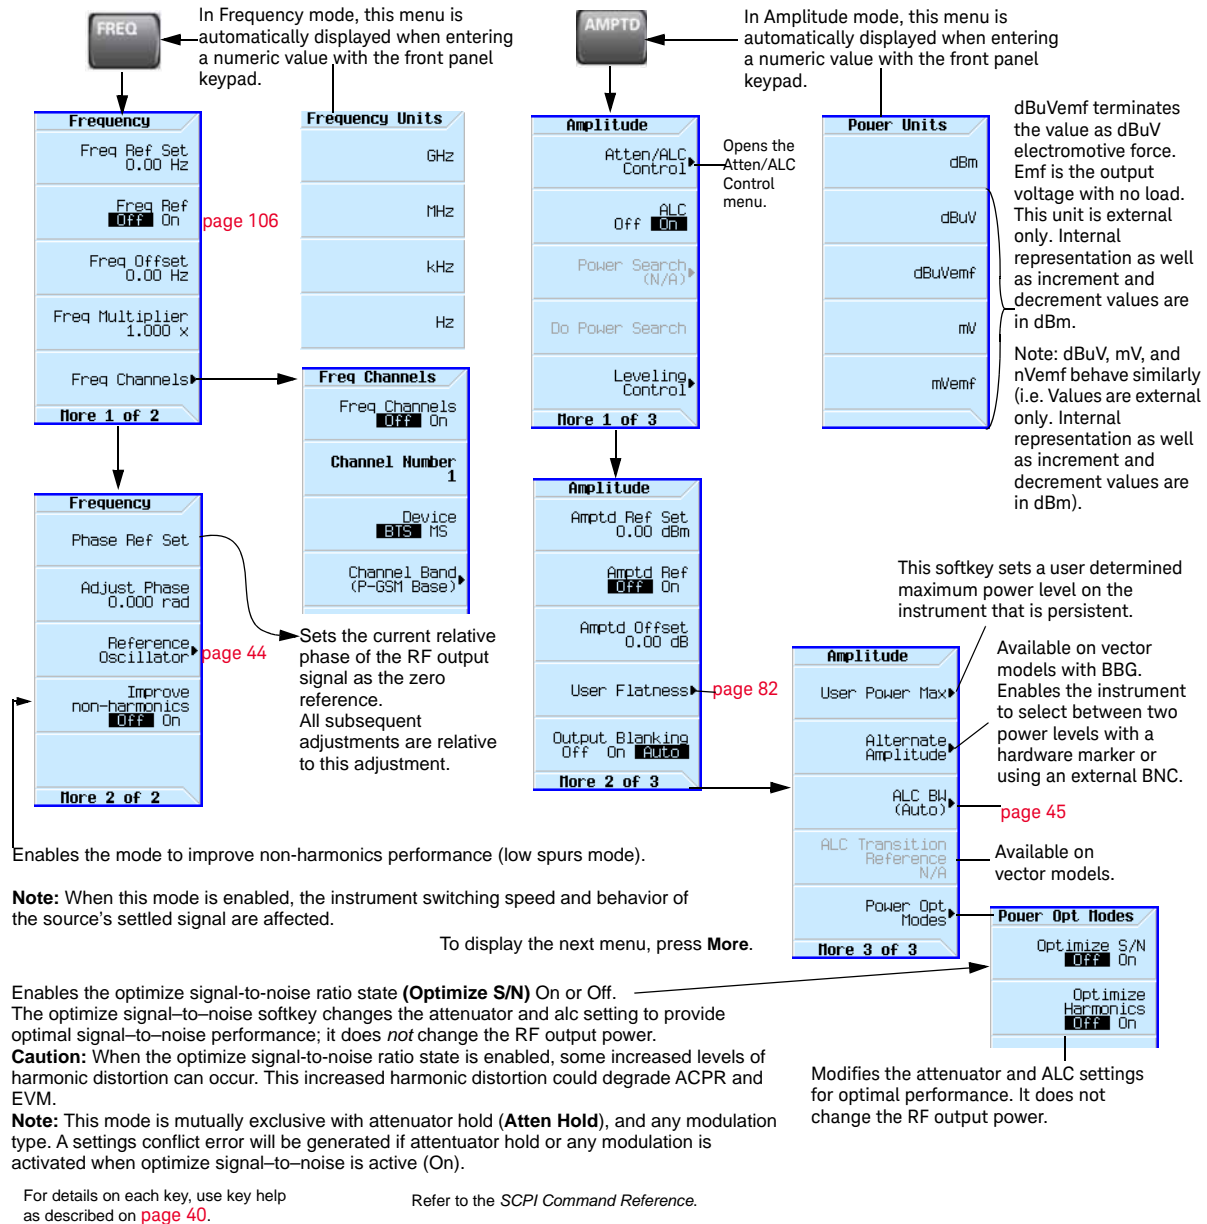 FREQ
In Frequency mode, this menu is
automatically displayed when entering
a numeric value with the front panel
keypad.
AMPTD
In Amplitude mode, this menu is
automatically displayed when entering
a numeric value with the front panel
keypad.
Frequency
Freq Ref Set
0.00 Hz
Freq Ref
Off On
page 106
Freq Offset
0.00 Hz
Freq Multiplier
1.000 x
Freq Channels
More 1 of 2
Frequency Units
GHz
MHz
kHz
Hz
Freq Channels
Freq Channels
Off On
Channel Number
1
Device
BTS MS
Channel Band
(P-GSM Base)
Frequency
Phase Ref Set
Adjust Phase
0.000 rad
Reference
Oscillator
page 44
Improve
non-harmonics
Off On
More 2 of 2
Sets the current relative
phase of the RF output
signal as the zero
reference.
All subsequent
adjustments are relative
to this adjustment.
Amplitude
Atten/ALC
Control
Opens the
Atten/ALC
Control
menu.
ALC
Off On
Power Search
(N/A)
Do Power Search
Leveling
Control
More 1 of 3
Power Units
dBm
dBuV
dBuVemf
mV
mVemf
dBuVemf terminates
the value as dBuV
electromotive force.
Emf is the output
voltage with no load.
This unit is external
only. Internal
representation as well
as increment and
decrement values are
in dBm.
Note: dBuV, mV, and
nVemf behave similarly
(i.e. Values are external
only. Internal
representation as well
as increment and
decrement values are
in dBm).
Amplitude
Amptd Ref Set
0.00 dBm
Amptd Ref
Off On
Amptd Offset
0.00 dB
User Flatness
page 82
Output Blanking
Off On Auto
More 2 of 3
This softkey sets a user determined
maximum power level on the
instrument that is persistent.
Amplitude
User Power Max
Alternate
Amplitude
ALC BW
(Auto)
ALC Transition
Reference
N/A
Power Opt
Modes
More 3 of 3
Available on vector
models with BBG.
Enables the instrument
to select between two
power levels with a
hardware marker or
using an external BNC.
page 45
Available on
vector models.
Power Opt Modes
Optimize S/N
Off On
Optimize
Harmonics
Off On
Modifies the attenuator and ALC settings
for optimal performance. It does not
change the RF output power.
Enables the mode to improve non-harmonics performance (low spurs mode).
Note: When this mode is enabled, the instrument switching speed and behavior of
the source's settled signal are affected.
To display the next menu, press More.
Enables the optimize signal-to-noise ratio state (Optimize S/N) On or Off.
The optimize signal–to–noise softkey changes the attenuator and alc setting to provide
optimal signal–to–noise performance; it does not change the RF output power.
Caution: When the optimize signal-to-noise ratio state is enabled, some increased levels of
harmonic distortion can occur. This increased harmonic distortion could degrade ACPR and
EVM.
Note: This mode is mutually exclusive with attenuator hold (Atten Hold), and any modulation
type. A settings conflict error will be generated if attentuator hold or any modulation is
activated when optimize signal–to–noise is active (On).
For details on each key, use key help
as described on page 40.
Refer to the SCPI Command Reference.